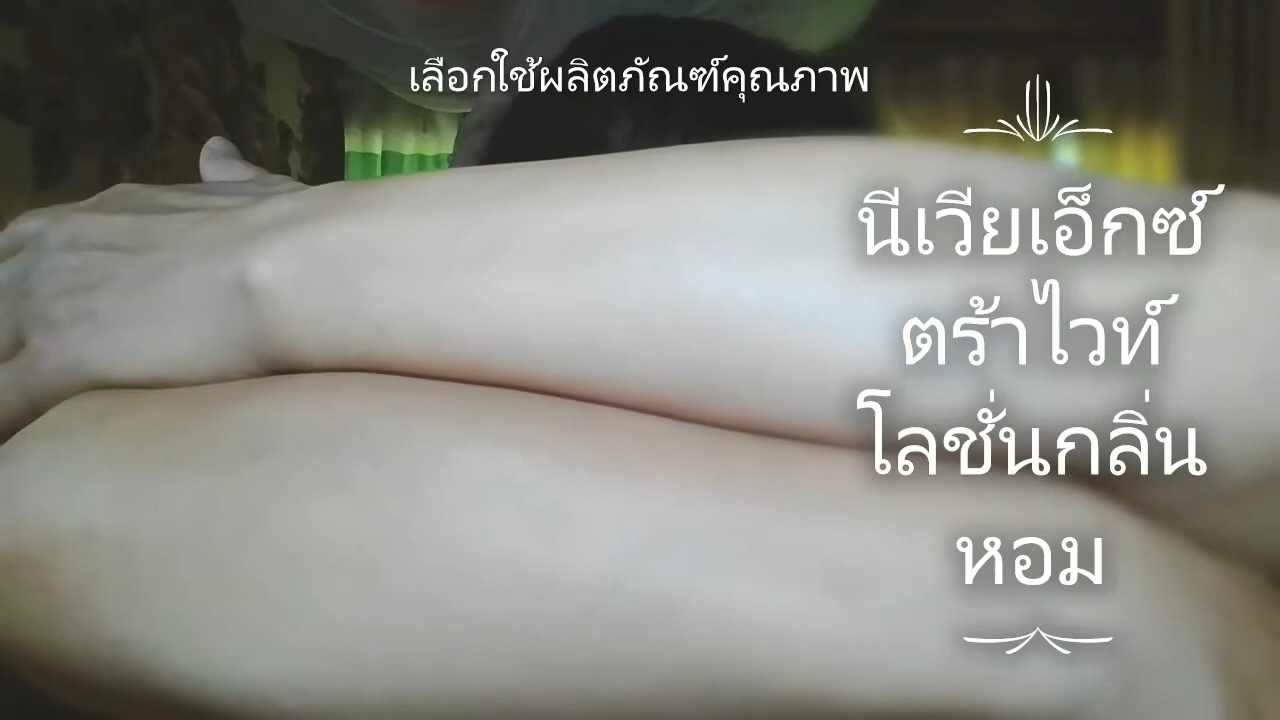 เลือกใช้ผลิตภัณฑ์คุณภาพ
นีเวียเอ็กซ์
ตร้าไวท์
โลชั่นกลิ่น
หอม